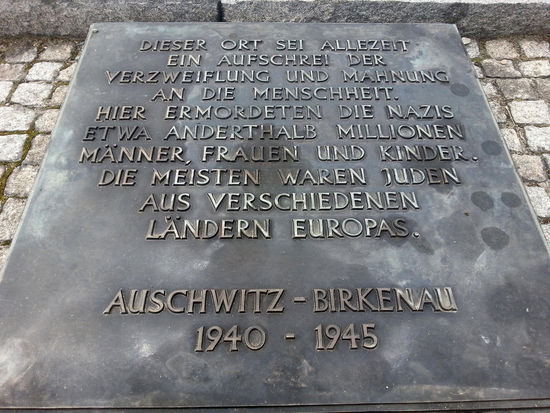 DIESER ORT SEI ALLEZEIT
EIN AUFSCHREI DER
VERZWEIFLUNG UND MAHNUNG
AN DIE MENSCHHEIT.
HIER ERMORDETEN DIE NAZIS
ETWA ANDERTHALB MILLIONEN
MÄNNER, FRAUEN UND KINDER.
DIE MEISTEN WAREN JUDEN
AUS VERSCHIEDENEN
LÄNDERN EUROPAS.
AUSCHWITZ - BIRKENAU
1940 - 1945